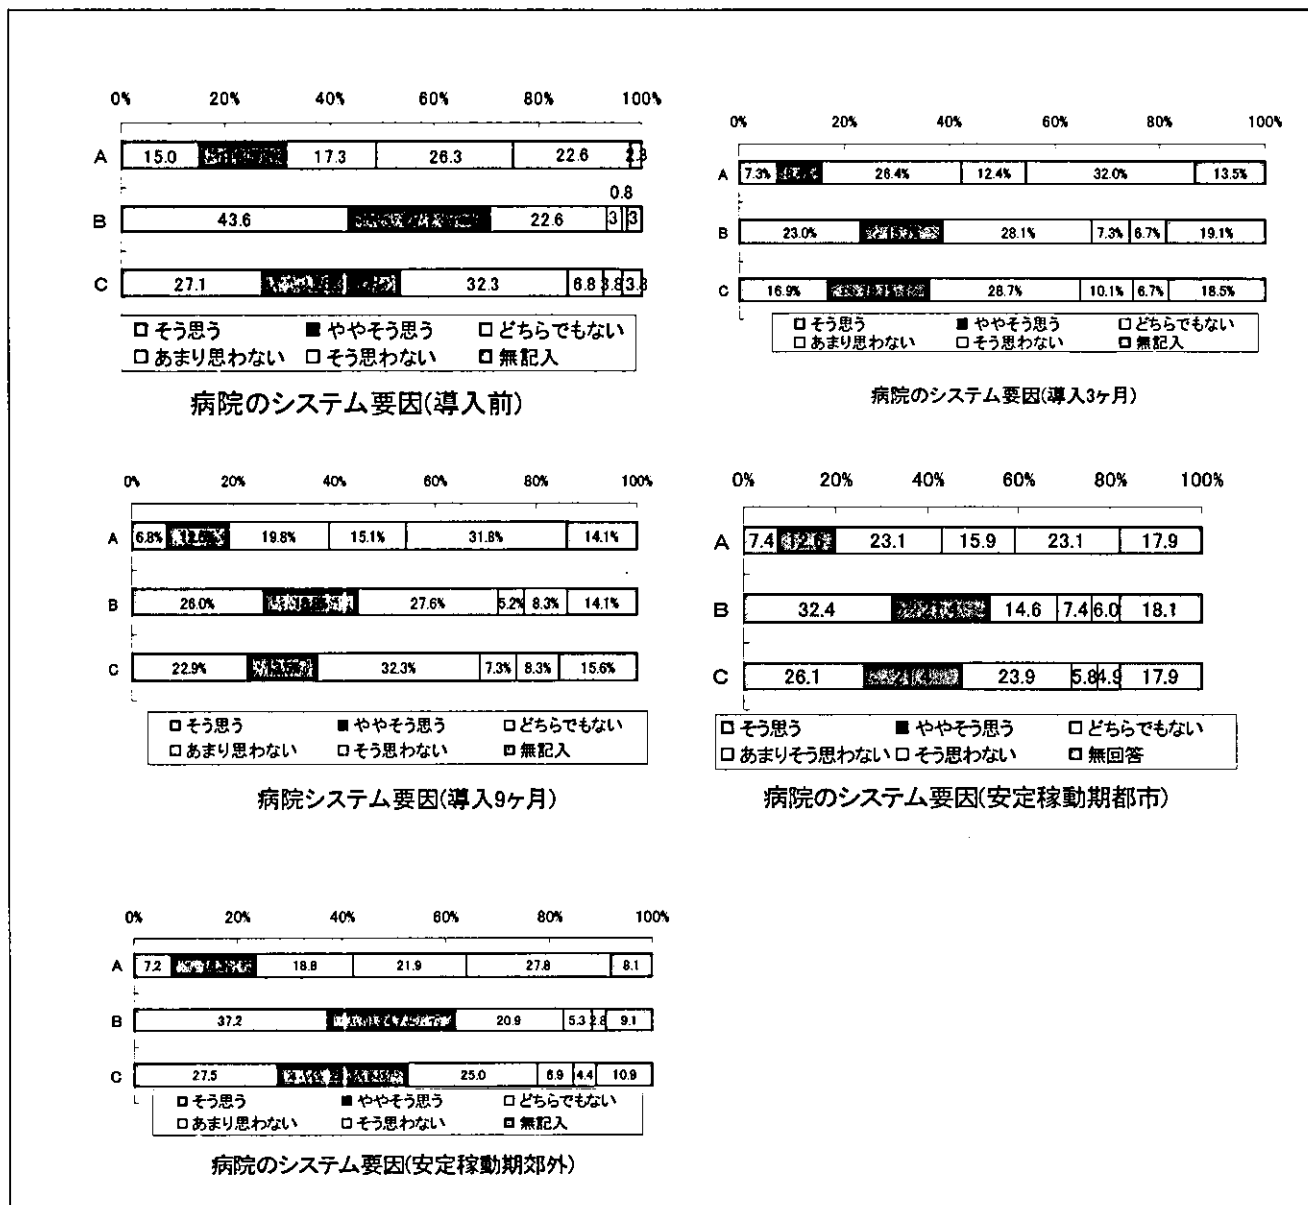 0% 20% 40% 60% 80% 100%
A 15.0 17.3 26.3 22.6 2.3
0.8
B 43.6 22.6 3 3
C 27.1 32.3 6.8 3.8 3.8
そう思う ややそう思う どちらでもない
あまり思わない そう思わない 無記入
病院のシステム要因(導入前)
0% 20% 40% 60% 80% 100%
A 7.3% 26.4% 12.4% 32.0% 13.5%
B 23.0% 28.1% 7.3% 6.7% 19.1%
C 16.9% 28.7% 10.1% 6.7% 18.5%
そう思う ややそう思う どちらでもない
あまり思わない そう思わない 無記入
病院のシステム要因(導入3ヶ月)
0% 20% 40% 60% 80% 100%
A 6.8% 19.8% 15.1% 31.8% 14.1%
B 26.0% 27.6% 5.2% 8.3% 14.1%
C 22.9% 32.3% 7.3% 8.3% 15.6%
そう思う ややそう思う どちらでもない
あまり思わない そう思わない 無記入
病院システム要因(導入9ヶ月)
0% 20% 40% 60% 80% 100%
A 7.4 12.6 23.1 15.9 23.1 17.9
B 32.4 14.6 7.4 6.0 18.1
C 26.1 23.9 5.8 4.9 17.9
そう思う ややそう思う どちらでもない
あまりそう思わない そう思わない 無回答
病院のシステム要因(安定稼動期都市)
0% 20% 40% 60% 80% 100%
A 7.2 18.8 21.9 27.8 8.1
B 37.2 20.9 5.3 2.8 9.1
C 27.5 25.0 6.9 4.4 10.9
そう思う ややそう思う どちらでもない
あまり思わない そう思わない 無記入
病院のシステム要因(安定稼動期郊外)